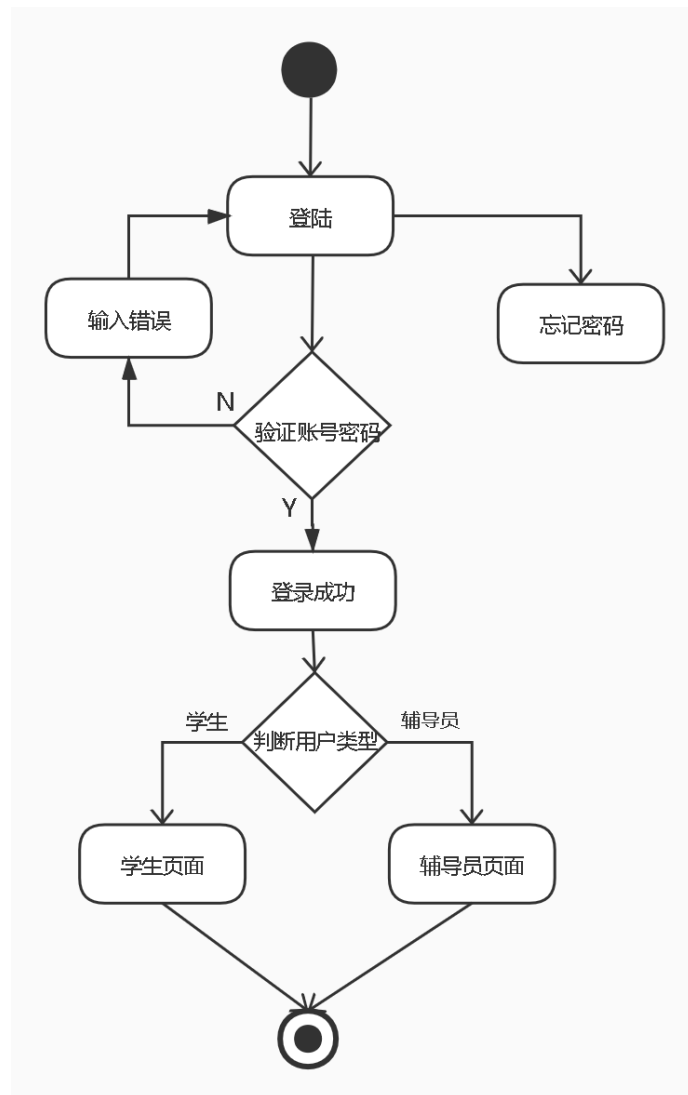 登陆
输入错误
忘记密码
N
验证账号密码
Y
登录成功
学生
辅导员
判断用户类型
学生页面
辅导员页面